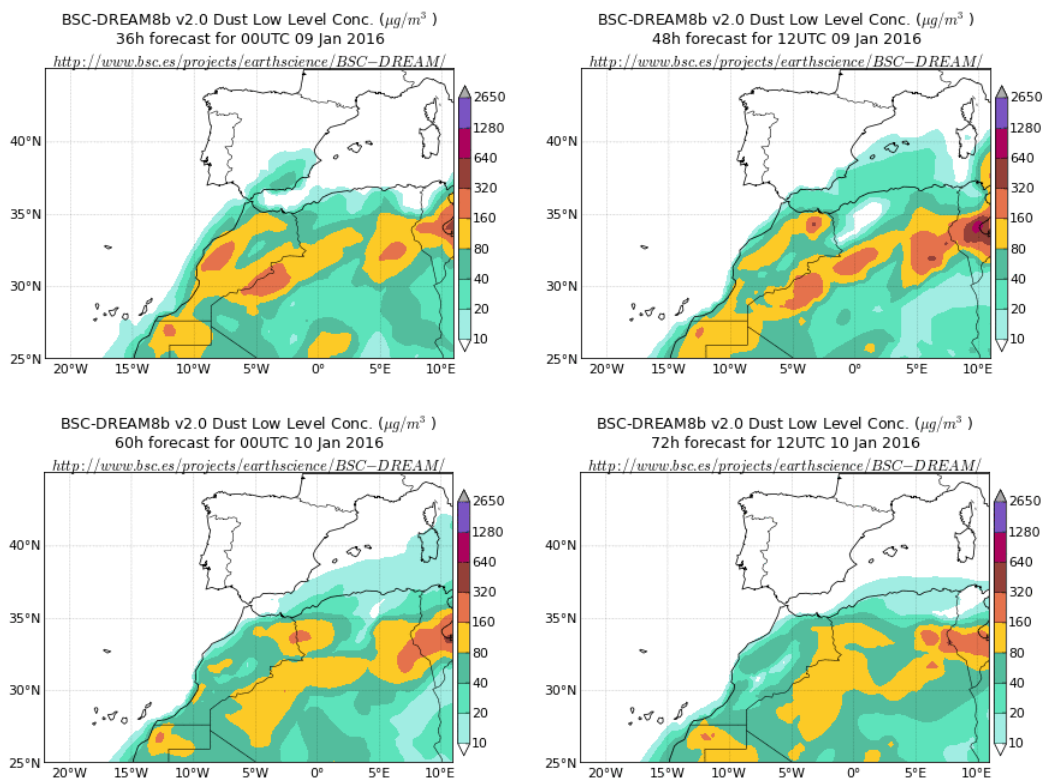 BSC-DREAM8b v2.0 Dust Low Level Conc. (μg/m³ )
36h forecast for 00UTC 09 Jan 2016
http://www.bsc.es/projects/earthscience/BSC−DREAM/
40°N
35°N
30°N
25°N
20°W
15°W
10°W
5°W
0°
5°E
10°E
2650
1280
640
320
160
80
40
20
10
BSC-DREAM8b v2.0 Dust Low Level Conc. (μg/m³ )
48h forecast for 12UTC 09 Jan 2016
http://www.bsc.es/projects/earthscience/BSC−DREAM/
40°N
35°N
30°N
25°N
20°W
15°W
10°W
5°W
0°
5°E
10°E
2650
1280
640
320
160
80
40
20
10
BSC-DREAM8b v2.0 Dust Low Level Conc. (μg/m³ )
60h forecast for 00UTC 10 Jan 2016
http://www.bsc.es/projects/earthscience/BSC−DREAM/
40°N
35°N
30°N
25°N
20°W
15°W
10°W
5°W
0°
5°E
10°E
2650
1280
640
320
160
80
40
20
10
BSC-DREAM8b v2.0 Dust Low Level Conc. (μg/m³ )
72h forecast for 12UTC 10 Jan 2016
http://www.bsc.es/projects/earthscience/BSC−DREAM/
40°N
35°N
30°N
25°N
20°W
15°W
10°W
5°W
0°
5°E
10°E
2650
1280
640
320
160
80
40
20
10